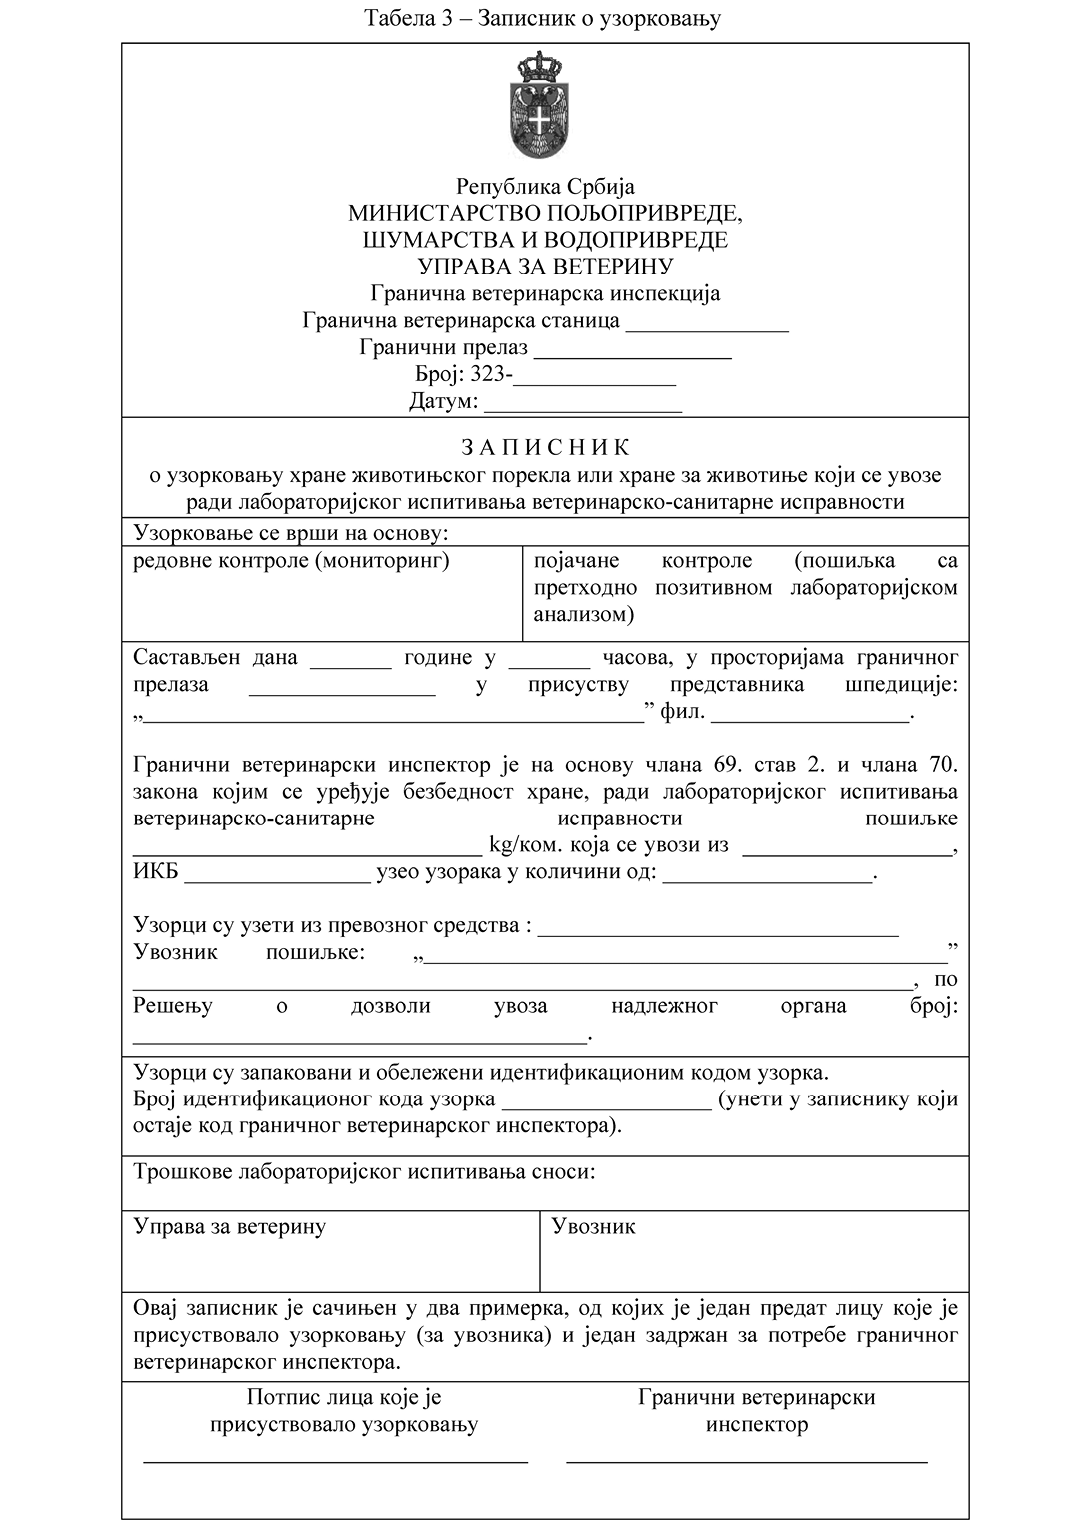 Табела 3 – Записник о узорковању
Република Србија
МИНИСТАРСТВО ПОЉОПРИВРЕДЕ,
ШУМАРСТВА И ВОДОПРИВРЕДЕ
УПРАВА ЗА ВЕТЕРИНУ
Гранична ветеринарска инспекција
Гранична ветеринарска станица ______________
Гранични прелаз _________________
Број: 323-______________
Датум: _________________
З А П И С Н И К
о узорковању хране животињског порекла или хране за животиње који се увозе
ради лабораторијског испитивања ветеринарско-санитарне исправности
Узорковање се врши на основу:
редовне контроле (мониторинг)
појачане контроле (пошиљка са
претходно позитивном лабораторијском
анализом)
Састављен дана _______ године у _______ часова, у просторијама граничног
прелаза ________________ у присуству представника шпедиције:
„___________________________________________” фил. _________________.
Гранични ветеринарски инспектор је на основу члана 69. став 2. и члана 70.
закона којим се уређује безбедност хране, ради лабораторијског испитивања
ветеринарско-санитарне исправности пошиљке
______________________________ kg/ком. која се увози из __________________,
ИКБ ________________ узео узорака у количини од: __________________.
Узорци су узети из превозног средства : _______________________________
Увозник пошиљке: „_____________________________________________”
___________________________________________________________________, по
Решењу о дозволи увоза надлежног органа број:
_______________________________________.
Узорци су запаковани и обележени идентификационим кодом узорка.
Број идентификационог кода узорка __________________ (унети у записнику који
остаје код граничног ветеринарског инспектора).
Трошкове лабораторијског испитивања сноси:
Управа за ветерину
Увозник
Овај записник је сачињен у два примерка, од којих је један предат лицу које је
присуствовало узорковању (за увозника) и један задржан за потребе граничног
ветеринарског инспектора.
Потпис лица које је
присуствовало узорковању
_________________________________
Гранични ветеринарски
инспектор
_______________________________